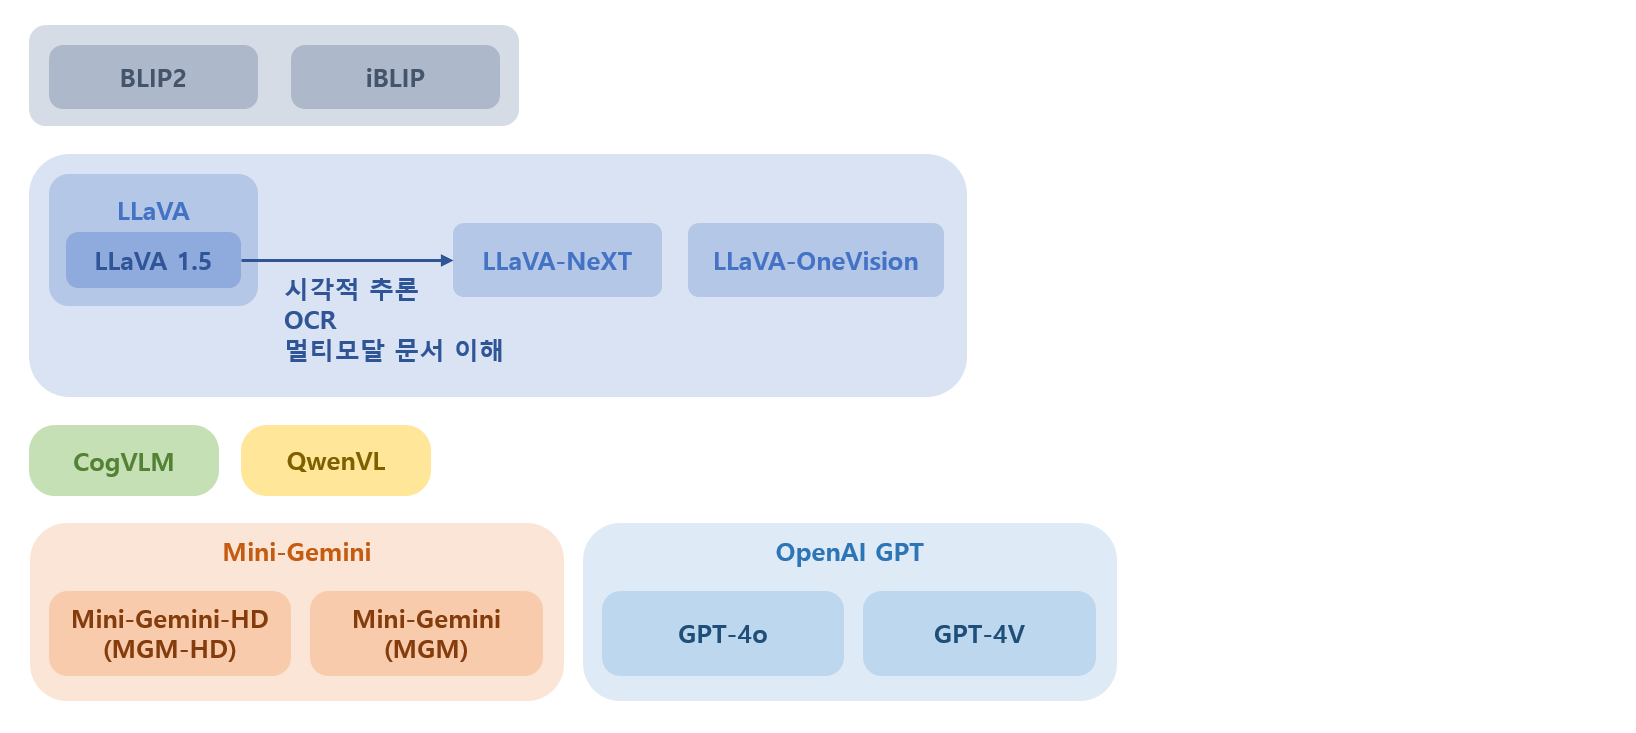 BLIP2
iBLIP
LLaVA
LLaVA 1.5
LLaVA-NeXT
LLaVA-OneVision
시각적 추론
OCR
멀티모달 문서 이해
CogVLM
QwenVL
Mini-Gemini
Mini-Gemini-HD
(MGM-HD)
Mini-Gemini
(MGM)
OpenAI GPT
GPT-4o
GPT-4V